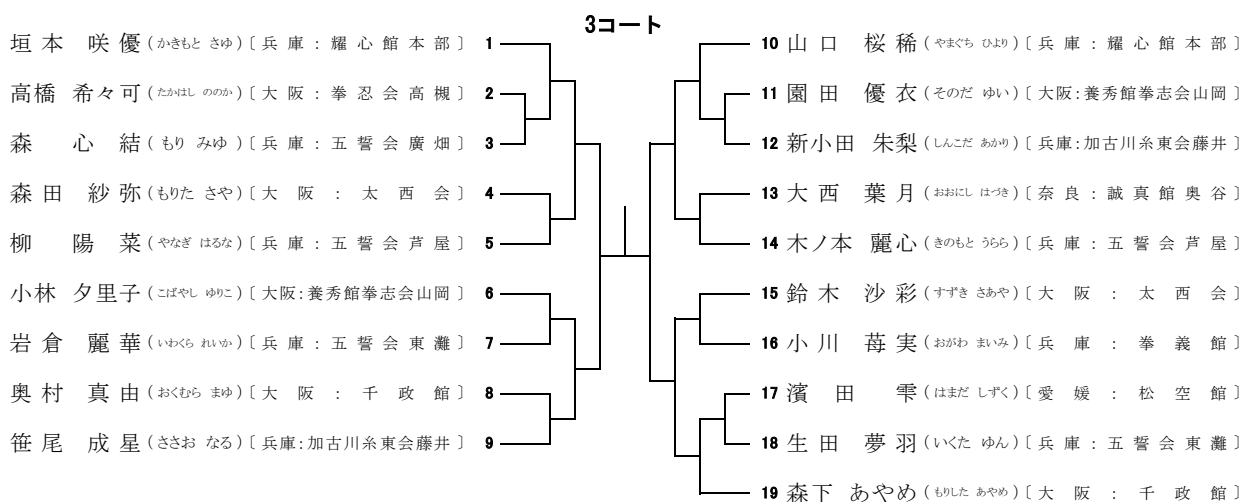 3コート
垣本 咲優(かきもと さゆ)〔兵庫:耀心館本部〕 1
高橋 希々可(たかはし ののか)〔大阪:拳忍会高槻〕 2
森 心結(もり みゆ)〔兵庫:五誓会廣畑〕 3
森田 紗弥(もりた さや)〔大阪:太西会〕 4
柳 陽菜(やなぎ はるな)〔兵庫:五誓会芦屋〕 5
小林 夕里子(こばやし ゆりこ)〔大阪:養秀館拳志会山岡〕 6
岩倉 麗華(いわくら れいか)〔兵庫:五誓会東灘〕 7
奥村 真由(おくむら まゆ)〔大阪:千政館〕 8
笹尾 成星(ささお なる)〔兵庫:加古川糸東会藤井〕 9
10 山口 桜稀(やまぐち ひより)〔兵庫:耀心館本部〕
11 園田 優衣(そのだ ゆい)〔大阪:養秀館拳志会山岡〕
12 新小田 朱梨(しんこだ あかり)〔兵庫:加古川糸東会藤井〕
13 大西 葉月(おおにし はづき)〔奈良:誠真館奥谷〕
14 木ノ本 麗心(きのもと うらら)〔兵庫:五誓会芦屋〕
15 鈴木 沙彩(すずき さあや)〔大阪:太西会〕
16 小川 苺実(おがわ まいみ)〔兵庫:拳義館〕
17 濱田 雫(はまだ しずく)〔愛媛:松空館〕
18 生田 夢羽(いくた ゆん)〔兵庫:五誓会東灘〕
19 森下 あやめ(もりした あやめ)〔大阪:千政館〕